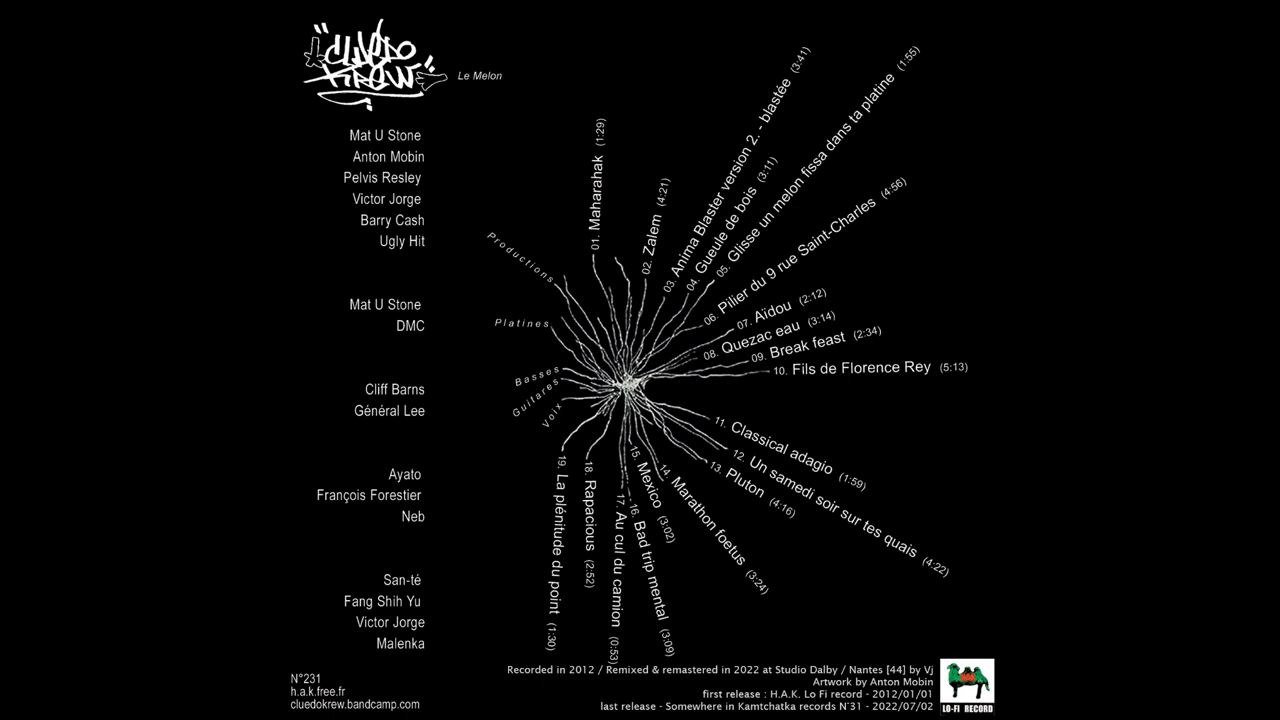 "CLUEDO
KREW"
Le Melon
Mat U Stone
Anton Mobin
Pelvis Resley
Victor Jorge
Barry Cash
Ugly Hit
Mat U Stone
DMC
Cliff Barns
Général Lee
Ayato
François Forestier
Neb
San-té
Fang Shih Yu
Victor Jorge
Malenka
Productions
Platines
Basses
Guitares
Voix
01. Maharahak (1:29)
02. Zalem (4:21)
03. Anima Blaster version 2. - blastée (3:41)
04. Gueule de bois (3:11)
05. Glisse un melon fissa dans ta platine (1:55)
06. Pilier du 9 rue Saint-Charles (4:56)
07. Aïdou (2:12)
08. Quezac eau (3:14)
09. Break feast (2:34)
10. Fils de Florence Rey (5:13)
11. Classical adagio (1:59)
12. Un samedi soir sur tes quais (4:22)
13. Pluton (4:16)
14. Marathon foetus (3:24)
15. Mexico (3:02)
16. Bad trip mental (3:09)
17. Au cul du camion (0:53)
18. Rapacious (2:52)
19. La plénitude du point (1:30)
N°231
h.a.k.free.fr
cluedokrew.bandcamp.com
Recorded in 2012 / Remixed & remastered in 2022 at Studio Dalby / Nantes [44] by Vj
Artwork by Anton Mobin
first release : H.A.K. Lo Fi record - 2012/01/01
last release - Somewhere in Kamtchatka records N°31 - 2022/07/02
LO-FI RECORD